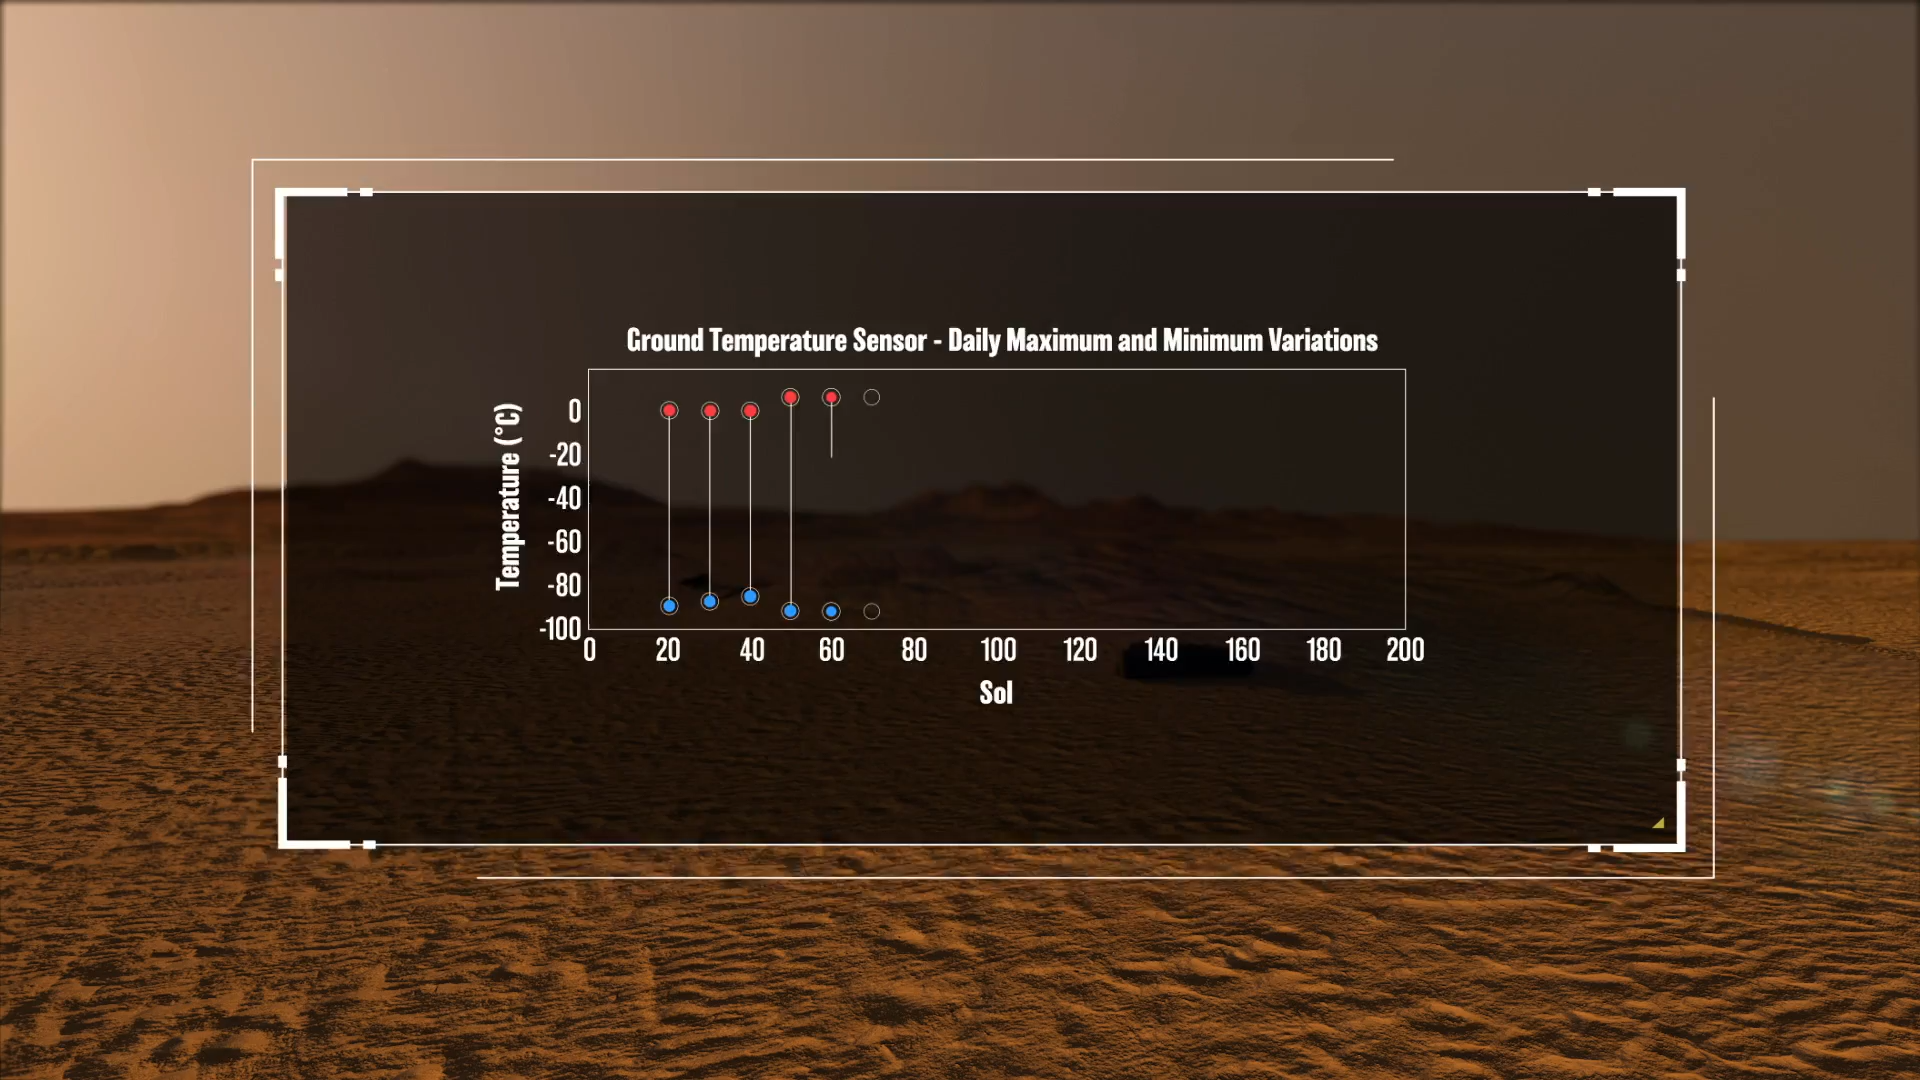 Ground Temperature Sensor - Daily Maximum and Minimum Variations
Temperature (°C)
0
-20
-40
-60
-80
-100
0 20 40 60 80 100 120 140 160 180 200
Sol